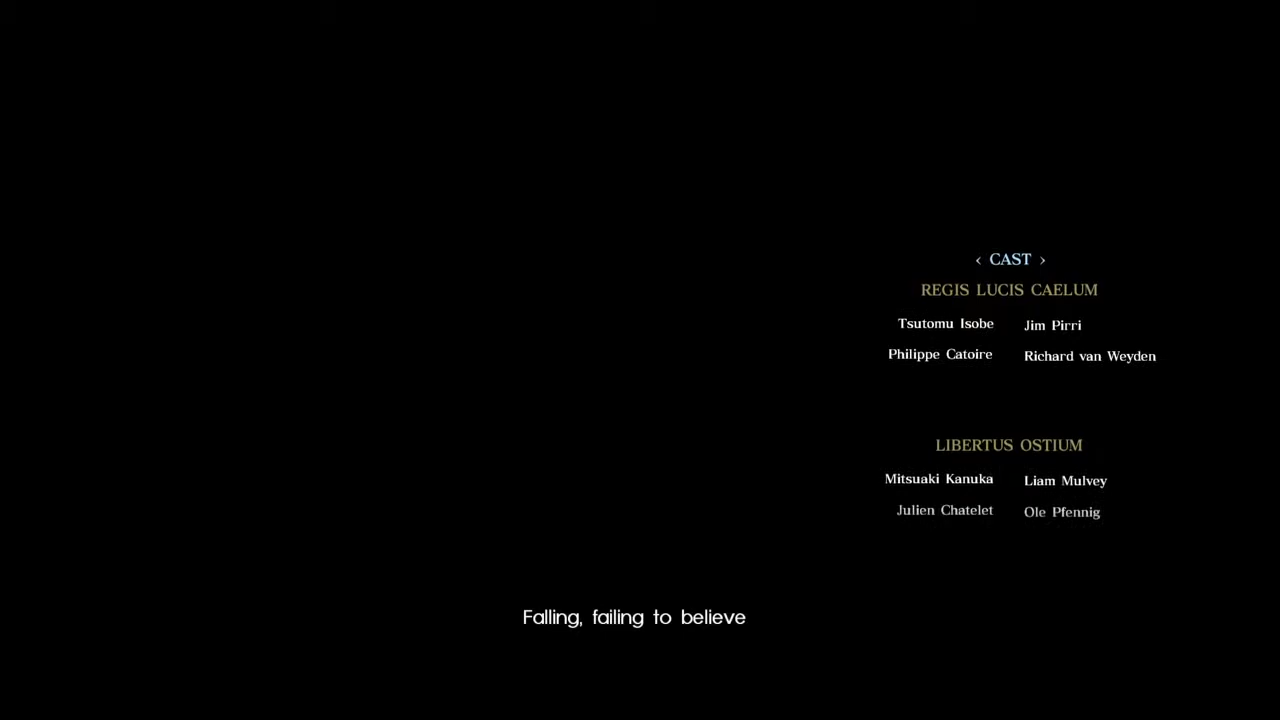 ‹ CAST ›
REGIS LUCIS CAELUM
Tsutomu Isobe Jim Pirri
Philippe Catoire Richard van Weyden
LIBERTUS OSTIUM
Mitsuaki Kanuka Liam Mulvey
Julien Chatelet Ole Pfennig
Falling, failing to believe